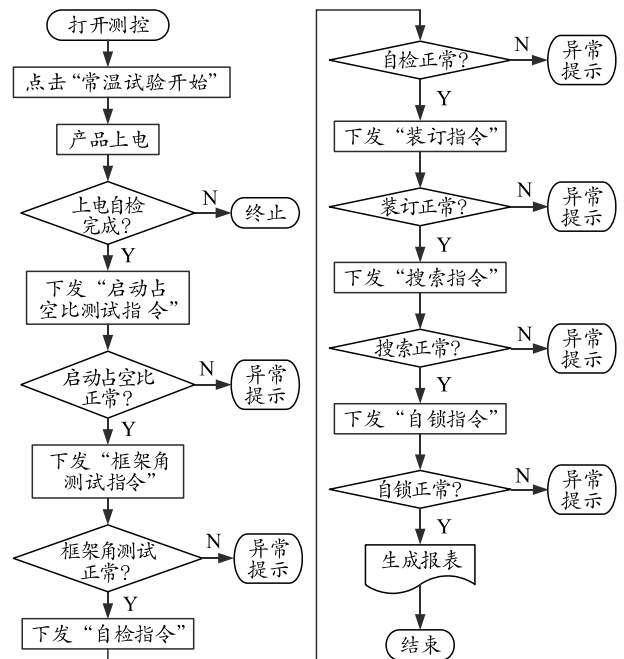 打开测控
点击“常温试验开始”
产品上电
上电自检
完成?
N
终止
Y
下发“启动占
空比测试指令”
启动占空比
正常?
N
异常
提示
Y
下发“框架角
测试指令”
框架角测试
正常?
N
异常
提示
Y
下发“自检指令”
自检正常?
N
异常
提示
Y
下发“装订指令”
装订正常?
N
异常
提示
Y
下发“搜索指令”
搜索正常?
N
异常
提示
Y
下发“自锁指令”
自锁正常?
N
异常
提示
Y
生成报表
结束